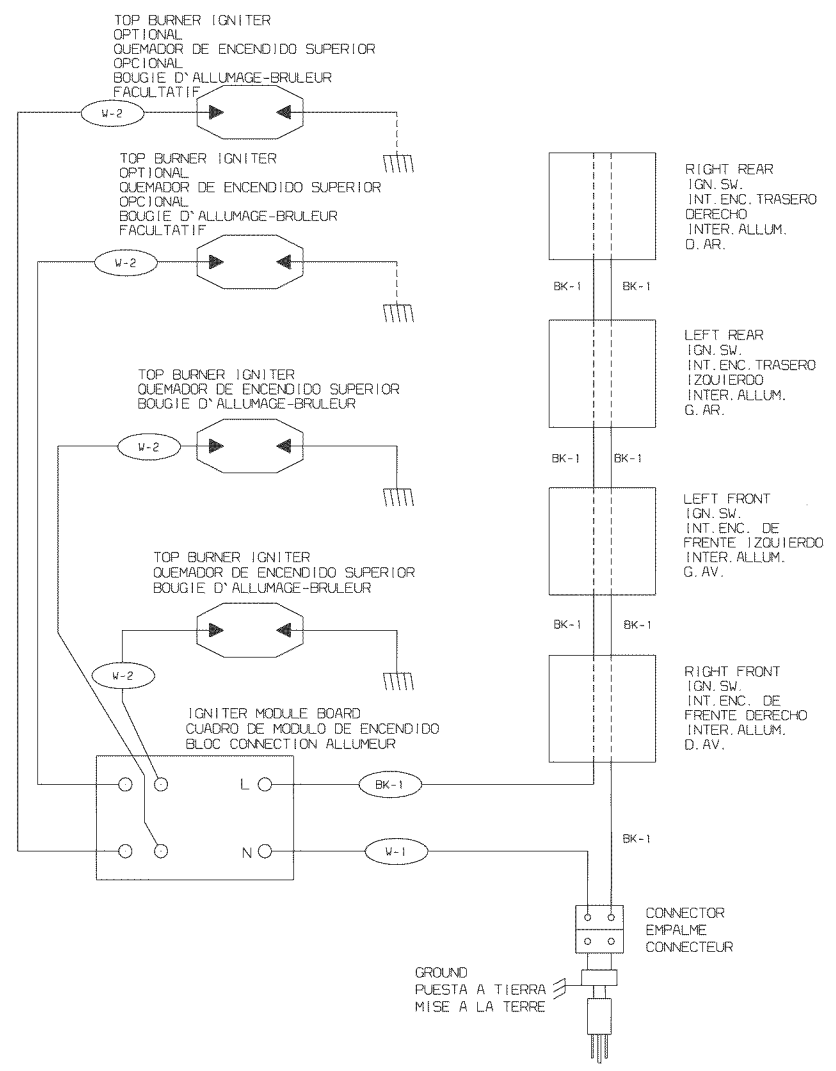 TOP BURNER IGNITER
OPTIONAL
QUEMADOR DE ENCENDIDO SUPERIOR
OPCIONAL
BOUGIE D'ALLUMAGE-BRULEUR
FACULTATIF
W-2
TOP BURNER IGNITER
OPTIONAL
QUEMADOR DE ENCENDIDO SUPERIOR
OPCIONAL
BOUGIE D'ALLUMAGE-BRULEUR
FACULTATIF
W-2
RIGHT REAR
IGN. SW.
INT. ENC. TRASERO
DERECHO
INTER. ALLUM.
D. AR.
BK-1
BK-1
LEFT REAR
IGN. SW.
INT. ENC. TRASERO
IZQUIERDO
INTER. ALLUM.
G. AR.
TOP BURNER IGNITER
QUEMADOR DE ENCENDIDO SUPERIOR
BOUGIE D'ALLUMAGE-BRULEUR
W-2
BK-1
BK-1
LEFT FRONT
IGN. SW.
INT. ENC. DE
FRENTE IZQUIERDO
INTER. ALLUM.
G. AV.
TOP BURNER IGNITER
QUEMADOR DE ENCENDIDO SUPERIOR
BOUGIE D'ALLUMAGE-BRULEUR
W-2
BK-1
BK-1
RIGHT FRONT
IGN. SW.
INT. ENC. DE
FRENTE DERECHO
INTER. ALLUM.
D. AV.
IGNITER MODULE BOARD
CUADRO DE MODULO DE ENCENDIDO
BLOC CONNECTION ALLUMEUR
L
BK-1
N
W-1
BK-1
CONNECTOR
EMPALME
CONNECTEUR
GROUND
PUESTA A TIERRA
MISE A LA TERRE